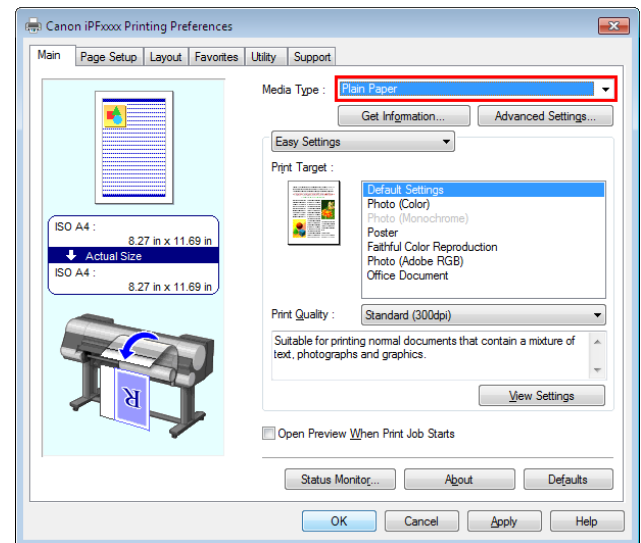 Canon iPFxxxx Printing Preferences
Main Page Setup Layout Favorites Utility Support
Media Type : Plain Paper
Get Information... Advanced Settings...
Easy Settings
Print Target :
Default Settings
Photo (Color)
Photo (Monochrome)
Poster
Faithful Color Reproduction
Photo (Adobe RGB)
Office Document
ISO A4 :
8.27 in x 11.69 in
Actual Size
ISO A4 :
8.27 in x 11.69 in
R
Print Quality : Standard (300dpi)
Suitable for printing normal documents that contain a mixture of
text, photographs and graphics.
View Settings
Open Preview When Print Job Starts
Status Monitor... About Defaults
OK Cancel Apply Help